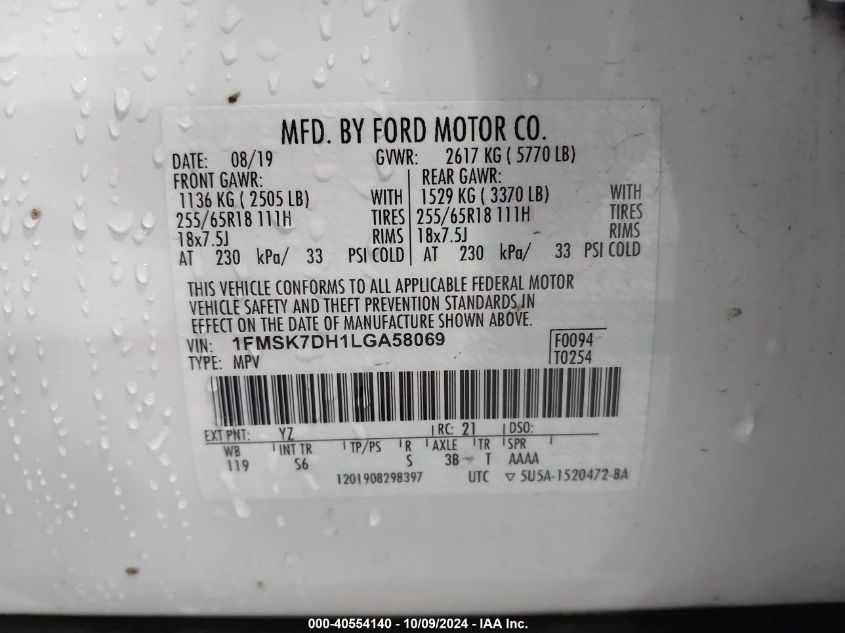 MFD. BY FORD MOTOR CO.
DATE: 08/19 GVWR: 2617 KG ( 5770 LB)
FRONT GAWR: REAR GAWR:
1136 KG ( 2505 LB) WITH 1529 KG ( 3370 LB) WITH
255/65R18 111H TIRES 255/65R18 111H TIRES
18x7.5J RIMS 18x7.5J RIMS
AT 230 kPa/ 33 PSI COLD AT 230 kPa/ 33 PSI COLD
THIS VEHICLE CONFORMS TO ALL APPLICABLE FEDERAL MOTOR
VEHICLE SAFETY AND THEFT PREVENTION STANDARDS IN
EFFECT ON THE DATE OF MANUFACTURE SHOWN ABOVE.
VIN: 1FMSK7DH1LGA58069 F0094
TYPE: MPV T0254
EXT PNT: YZ RC: 21 DSO:
WB INT TR TP/PS R AXLE TR SPR
119 S6 S 3B T AAAA
1201908298397 UTC ▽ 5U5A-1520472-BA
000-40554140 - 10/09/2024 - IAA Inc.